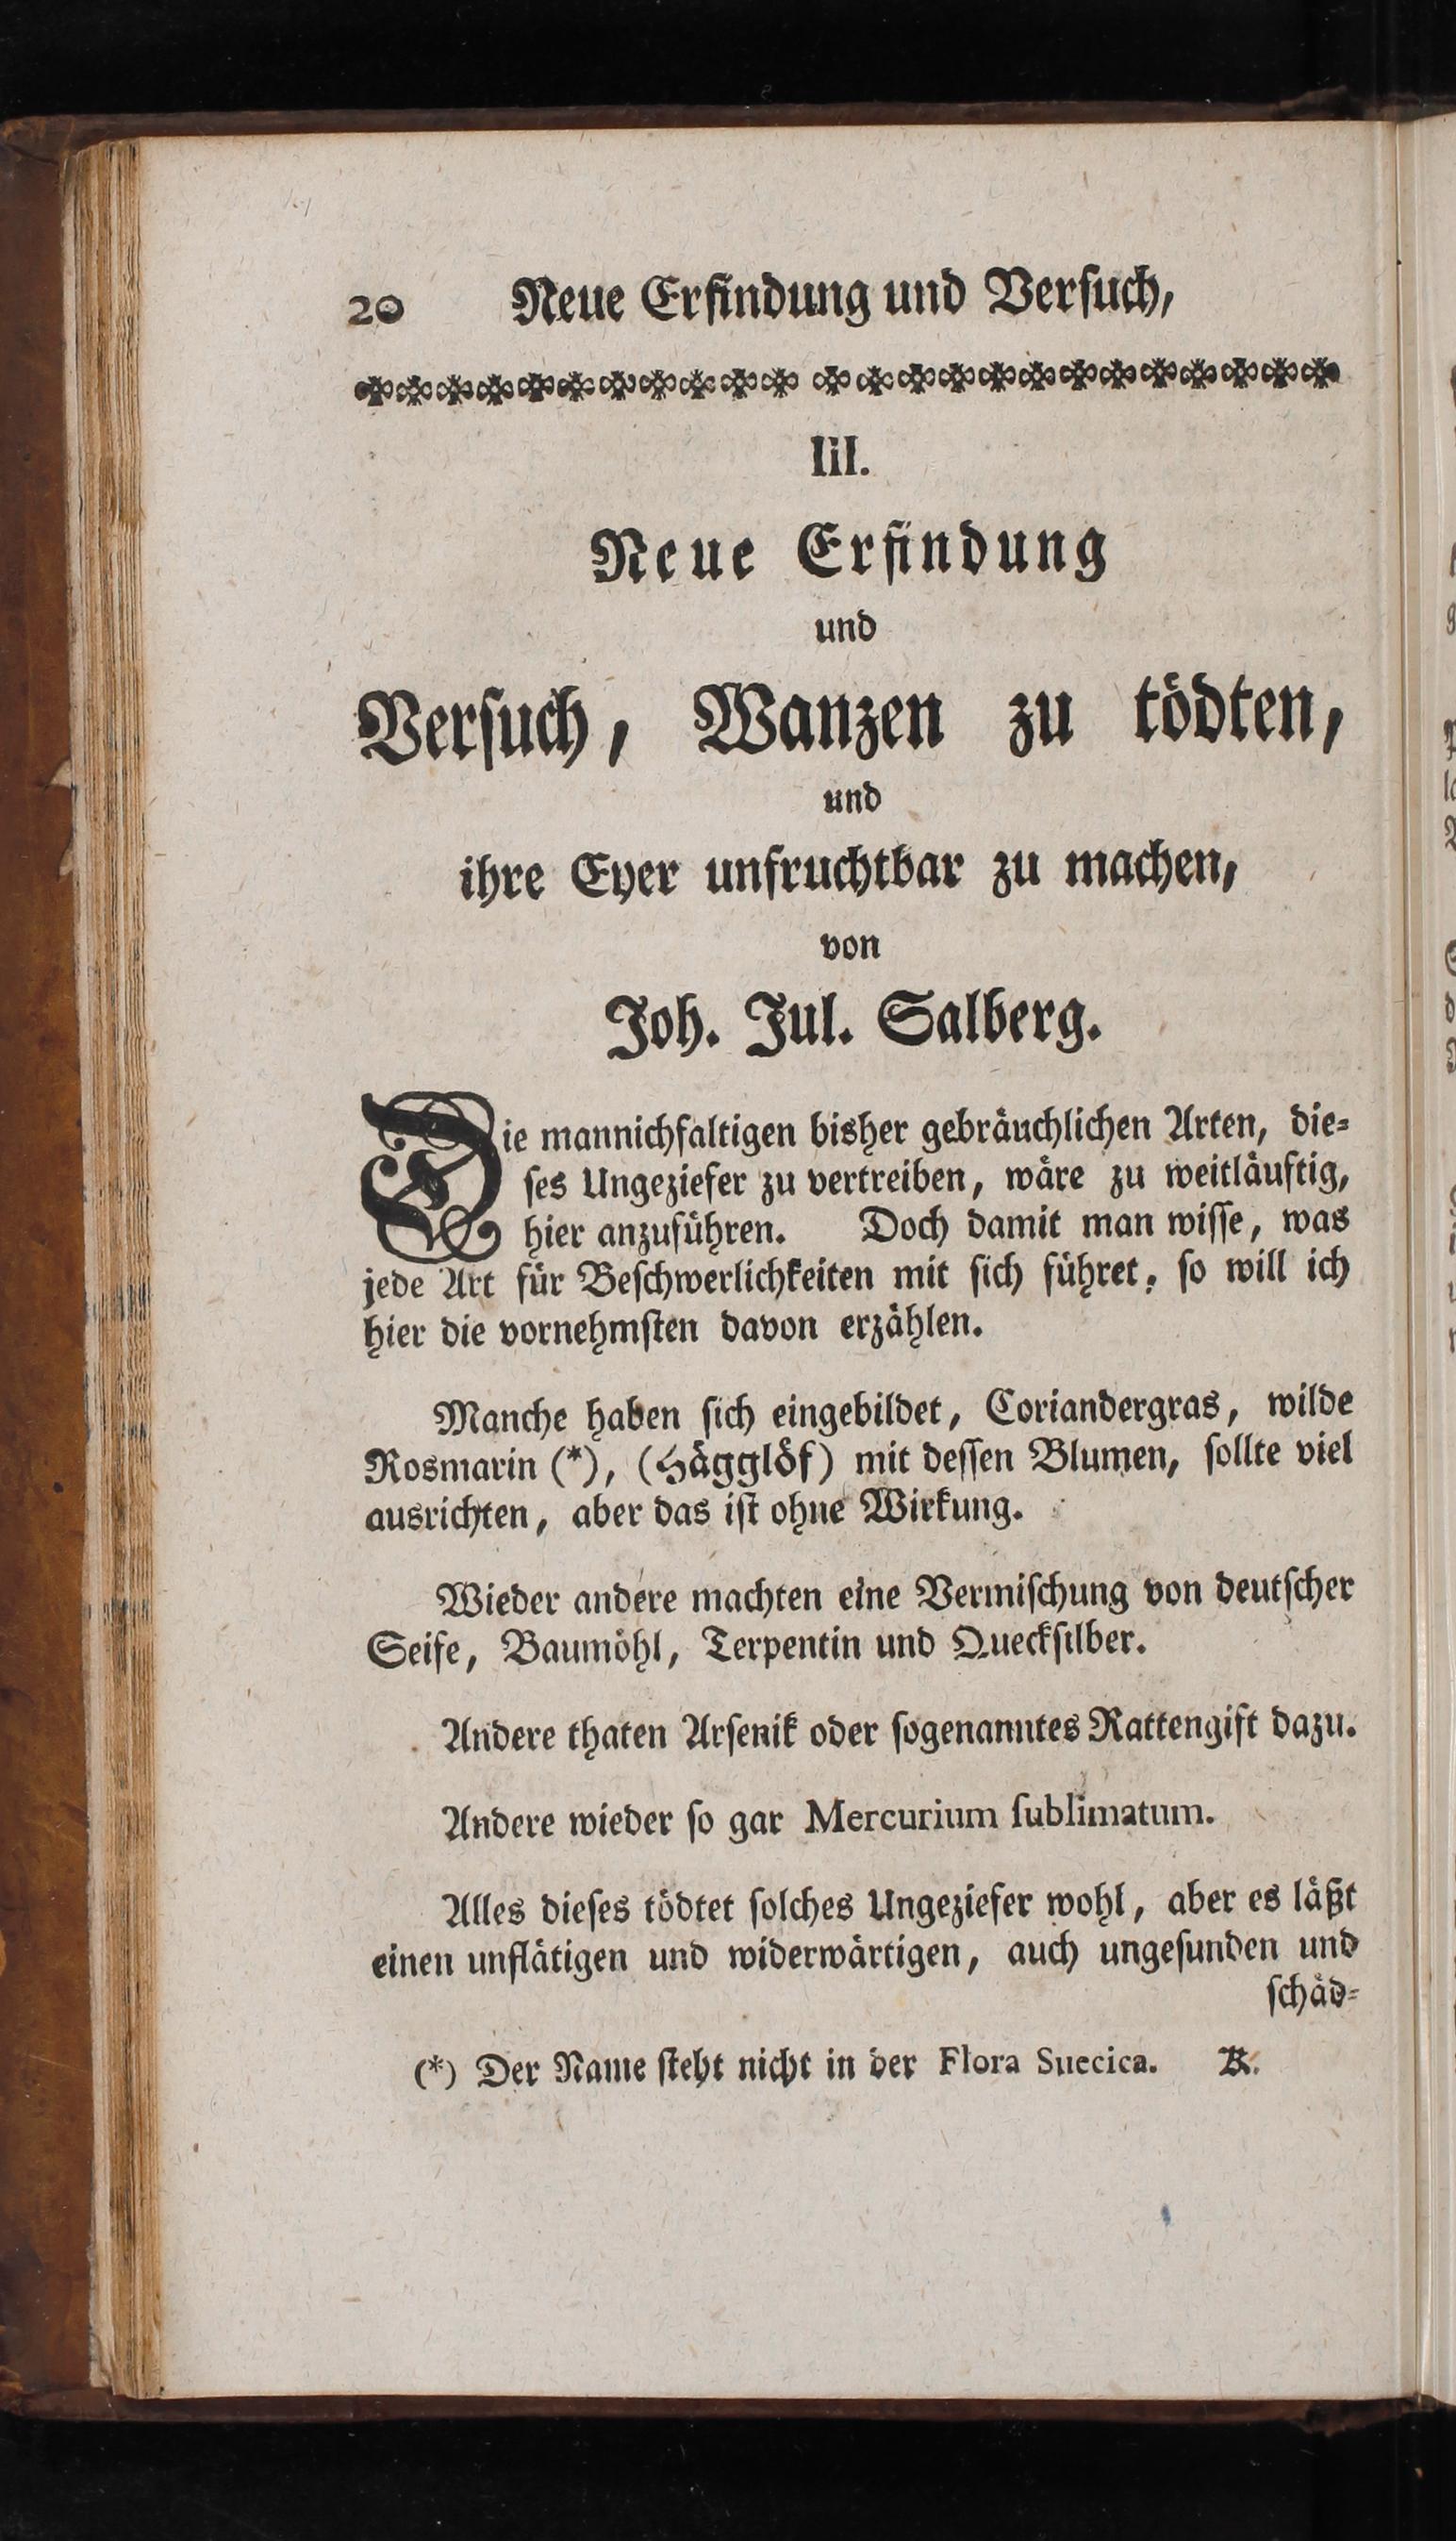 20 Neue Erfindung und Verſuch,
III.
Neue Erfindung
und
Verſuch, Wanzen zu tödten,
und
ihre Eyer unfruchtbar zu machen,
von
Joh. Jul. Salberg.
Die mannichfaltigen bisher gebräuchlichen Arten, die-
ſes Ungeziefer zu vertreiben, wäre zu weitläuftig,
hier anzuführen. Doch damit man wiſſe, was
jede Art für Beſchwerlichkeiten mit ſich führet, ſo will ich
hier die vornehmſten davon erzählen.
Manche haben ſich eingebildet, Coriandergras, wilde
Rosmarin (*), (Hägglöf) mit deſſen Blumen, ſollte viel
ausrichten, aber das iſt ohne Wirkung.
Wieder andere machten eine Vermiſchung von deutſcher
Seife, Baumöhl, Terpentin und Queckſilber.
Andere thaten Arſenik oder ſogenanntes Rattengift dazu.
Andere wieder ſo gar Mercurium ſublimatum.
Alles dieſes tödtet ſolches Ungeziefer wohl, aber es läßt
einen unflätigen und widerwärtigen, auch ungeſunden und
ſchäd-
(*) Der Name ſteht nicht in der Flora Suecica. K.